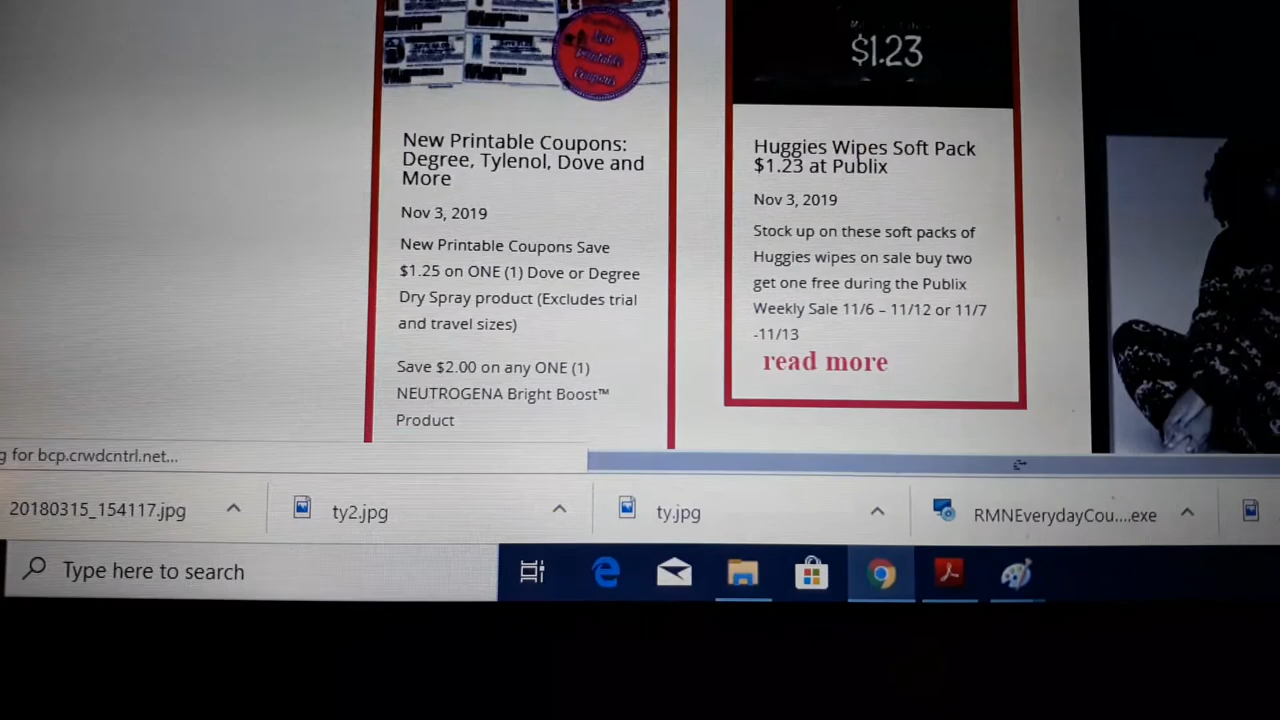 New
Printable
Coupons
$1.23
New Printable Coupons:
Degree, Tylenol, Dove and
More
Nov 3, 2019
New Printable Coupons Save
$1.25 on ONE (1) Dove or Degree
Dry Spray product (Excludes trial
and travel sizes)
Save $2.00 on any ONE (1)
NEUTROGENA Bright Boost™
Product
Huggies Wipes Soft Pack
$1.23 at Publix
Nov 3, 2019
Stock up on these soft packs of
Huggies wipes on sale buy two
get one free during the Publix
Weekly Sale 11/6 – 11/12 or 11/7
-11/13
read more
g for bcp.crwdcntrl.net...
20180315_154117.jpg
ty2.jpg
ty.jpg
RMNEverydayCou....exe
Type here to search